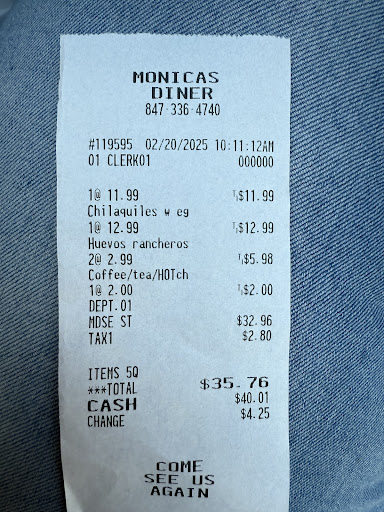 MONICAS
DINER
847-336-4740
#119595 02/20/2025 10:11:12AM
01 CLERK01 000000
1@ 11.99 T1$11.99
Chilaquiles w eg
1@ 12.99 T1$12.99
Huevos rancheros
2@ 2.99 T1$5.98
Coffee/tea/HOTch
1@ 2.00 T1$2.00
DEPT.01
MDSE ST $32.96
TAX1 $2.80
ITEMS 5Q
***TOTAL $35.76
CASH $40.01
CHANGE $4.25
COME
SEE US
AGAIN